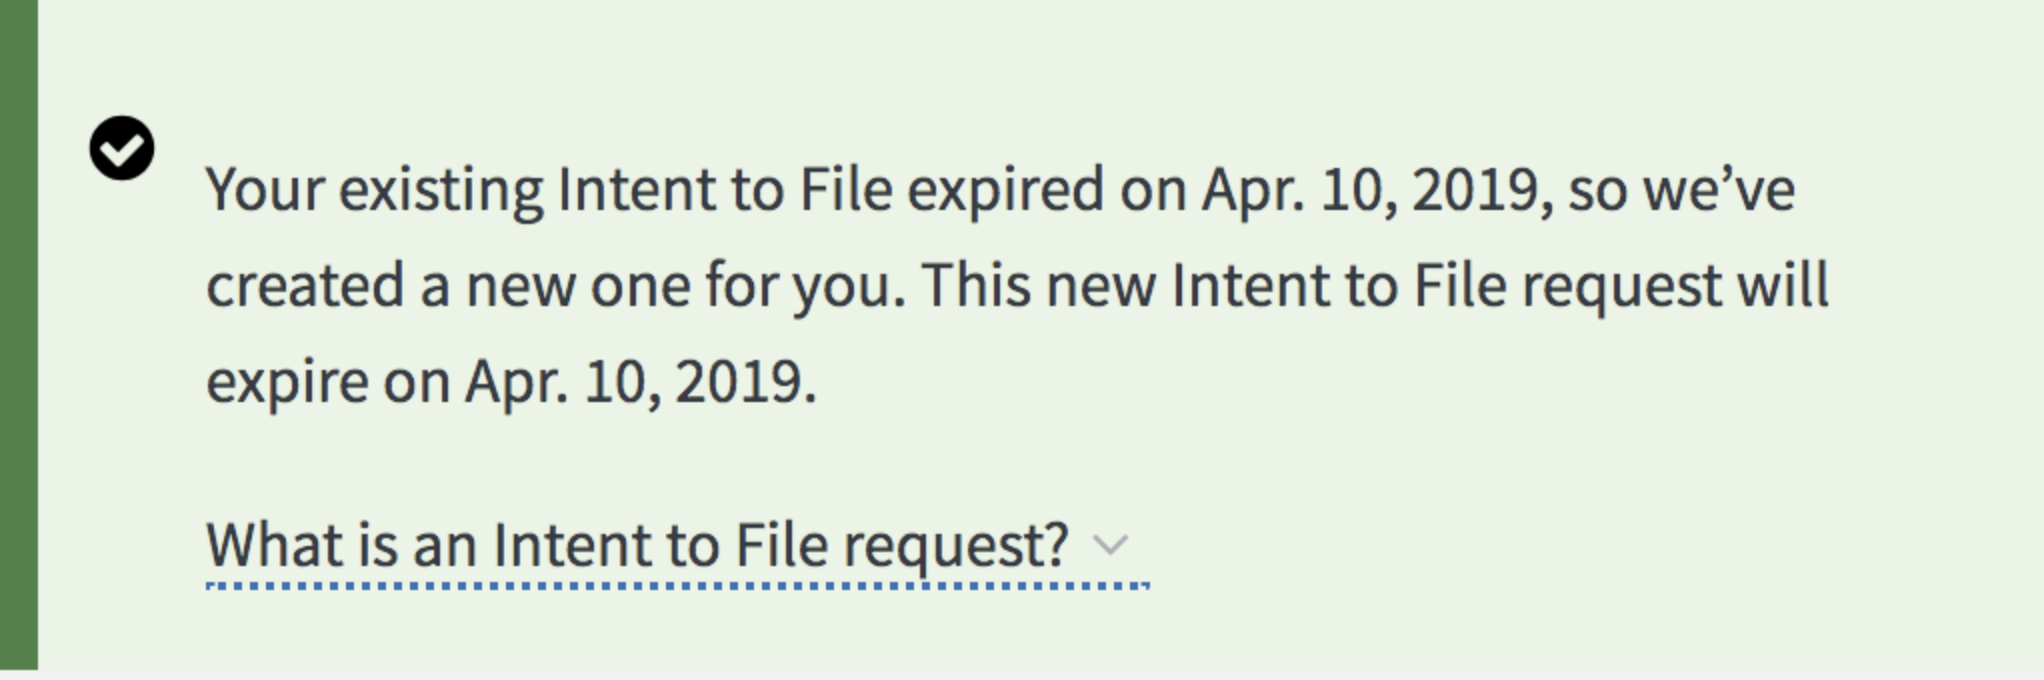 Your existing Intent to File expired on Apr. 10, 2019, so we’ve
created a new one for you. This new Intent to File request will
expire on Apr. 10, 2019.
What is an Intent to File request?